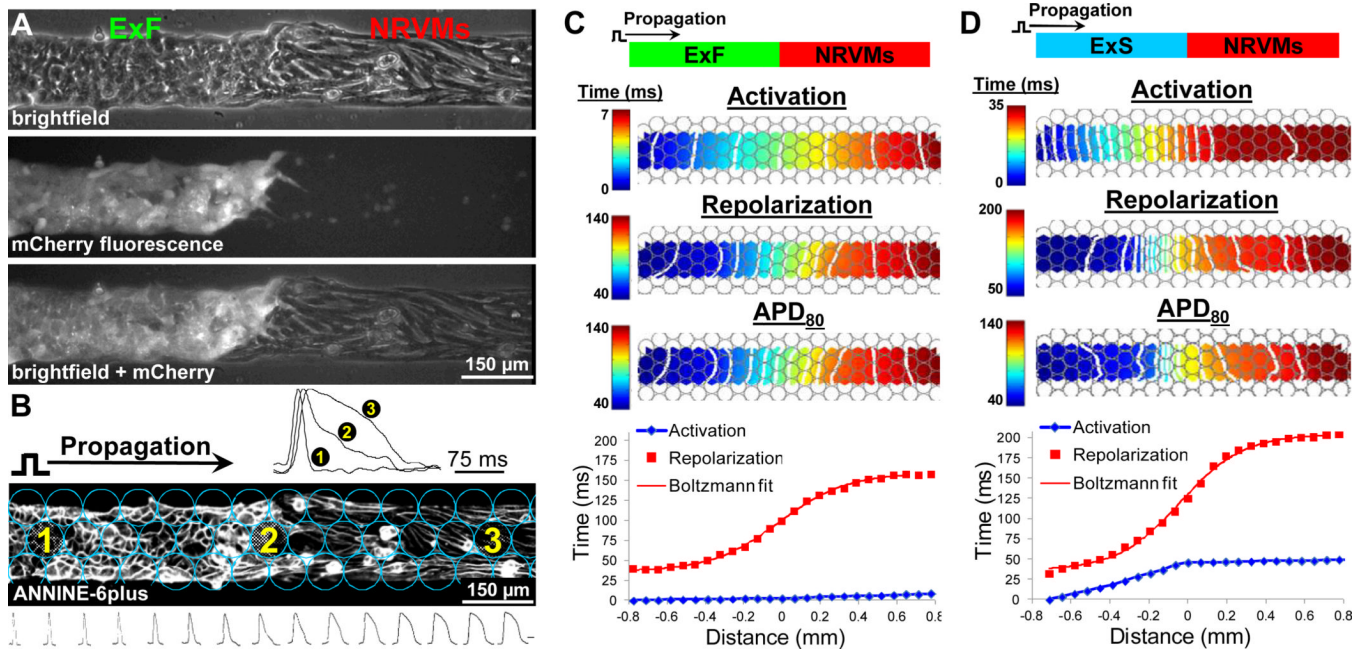 A
ExF
NRVMs
brightfield
mCherry fluorescence
brightfield + mCherry
150 µm
B
Propagation
1
2
3
75 ms
1
2
3
ANNINE-6plus
150 µm
C
Propagation
ExF
NRVMs
Time (ms)
Activation
7
0
Repolarization
140
40
APD80
140
40
Activation
Repolarization
Boltzmann fit
Time (ms)
200
175
150
125
100
75
50
25
0
-0.8 -0.6 -0.4 -0.2 0 0.2 0.4 0.6 0.8
Distance (mm)
D
Propagation
ExS
NRVMs
Time (ms)
Activation
35
0
Repolarization
200
50
APD80
140
40
Activation
Repolarization
Boltzmann fit
Time (ms)
200
175
150
125
100
75
50
25
0
-0.8 -0.6 -0.4 -0.2 0 0.2 0.4 0.6 0.8
Distance (mm)